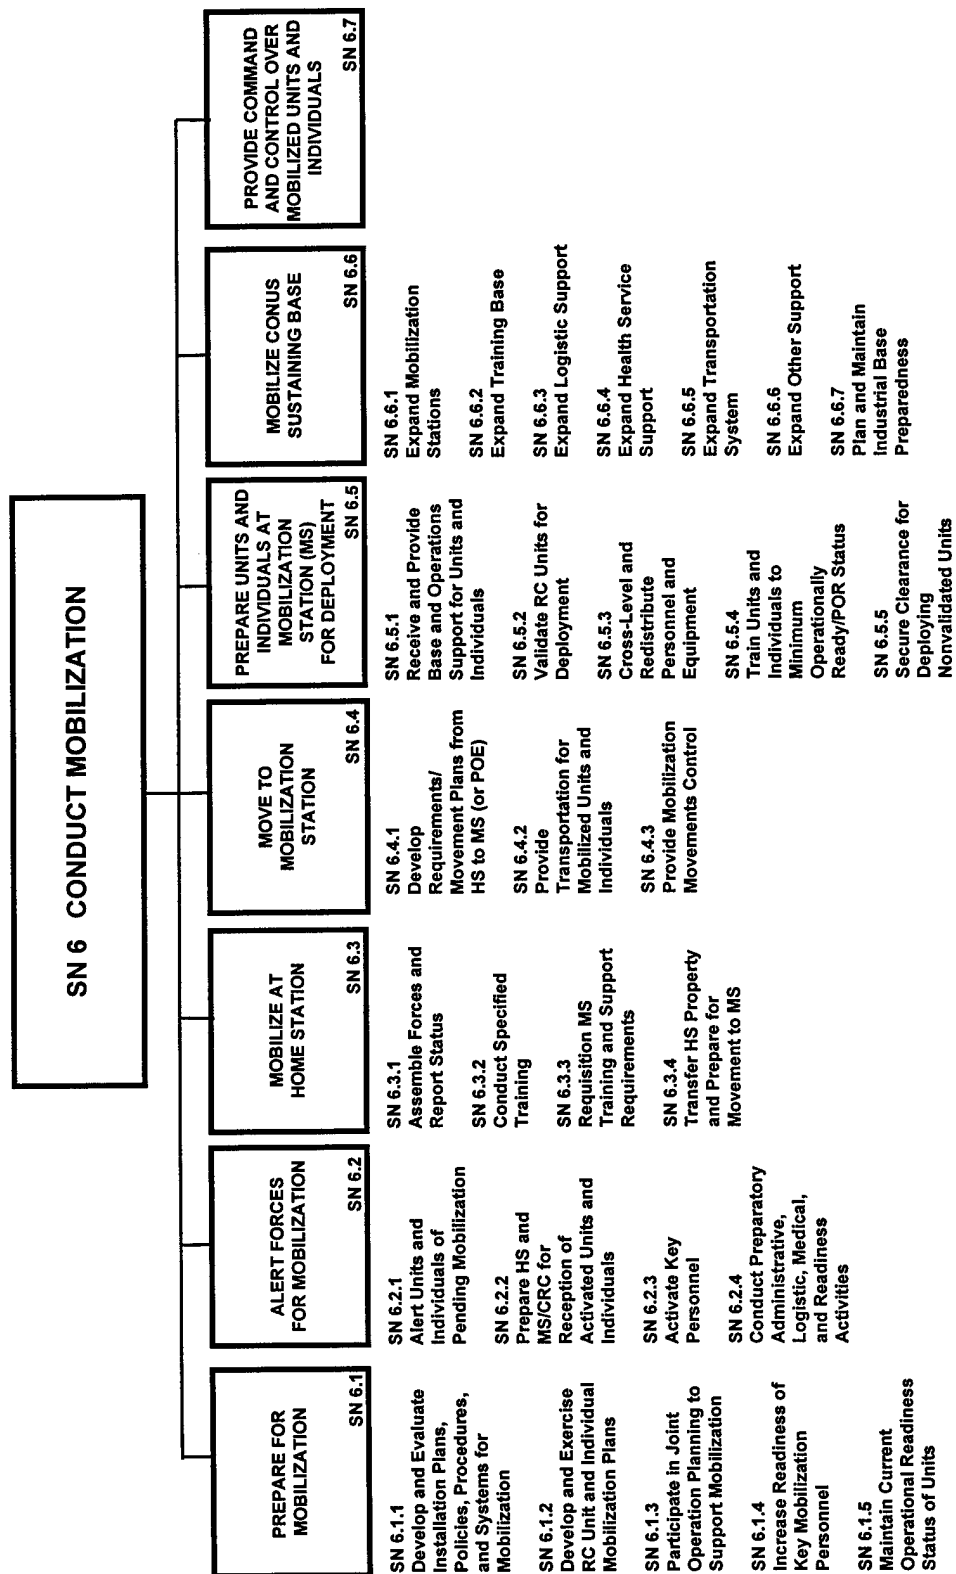 SN 6 CONDUCT MOBILIZATION
PREPARE FOR
MOBILIZATION
SN 6.1
SN 6.1.1
Develop and Evaluate
Installation Plans,
Policies, Procedures,
and Systems for
Mobilization
SN 6.1.2
Develop and Exercise
RC Unit and Individual
Mobilization Plans
SN 6.1.3
Participate in Joint
Operation Planning to
Support Mobilization
SN 6.1.4
Increase Readiness of
Key Mobilization
Personnel
SN 6.1.5
Maintain Current
Operational Readiness
Status of Units
ALERT FORCES
FOR MOBILIZATION
SN 6.2
SN 6.2.1
Alert Units and
Individuals of
Pending Mobilization
SN 6.2.2
Prepare HS and
MS/CRC for
Reception of
Activated Units and
Individuals
SN 6.2.3
Activate Key
Personnel
SN 6.2.4
Conduct Preparatory
Administrative,
Logistic, Medical,
and Readiness
Activities
MOBILIZE AT
HOME STATION
SN 6.3
SN 6.3.1
Assemble Forces and
Report Status
SN 6.3.2
Conduct Specified
Training
SN 6.3.3
Requisition MS
Training and Support
Requirements
SN 6.3.4
Transfer HS Property
and Prepare for
Movement to MS
MOVE TO
MOBILIZATION
STATION
SN 6.4
SN 6.4.1
Develop
Requirements/
Movement Plans from
HS to MS (or POE)
SN 6.4.2
Provide
Transportation for
Mobilized Units and
Individuals
SN 6.4.3
Provide Mobilization
Movements Control
PREPARE UNITS AND
INDIVIDUALS AT
MOBILIZATION
STATION (MS)
FOR DEPLOYMENT
SN 6.5
SN 6.5.1
Receive and Provide
Base and Operations
Support for Units and
Individuals
SN 6.5.2
Validate RC Units for
Deployment
SN 6.5.3
Cross-Level and
Redistribute
Personnel and
Equipment
SN 6.5.4
Train Units and
Individuals to
Minimum
Operationally
Ready/POR Status
SN 6.5.5
Secure Clearance for
Deploying
Nonvalidated Units
MOBILIZE CONUS
SUSTAINING BASE
SN 6.6
SN 6.6.1
Expand Mobilization
Stations
SN 6.6.2
Expand Training Base
SN 6.6.3
Expand Logistic Support
SN 6.6.4
Expand Health Service
Support
SN 6.6.5
Expand Transportation
System
SN 6.6.6
Expand Other Support
SN 6.6.7
Plan and Maintain
Industrial Base
Preparedness
PROVIDE COMMAND
AND CONTROL OVER
MOBILIZED UNITS AND
INDIVIDUALS
SN 6.7